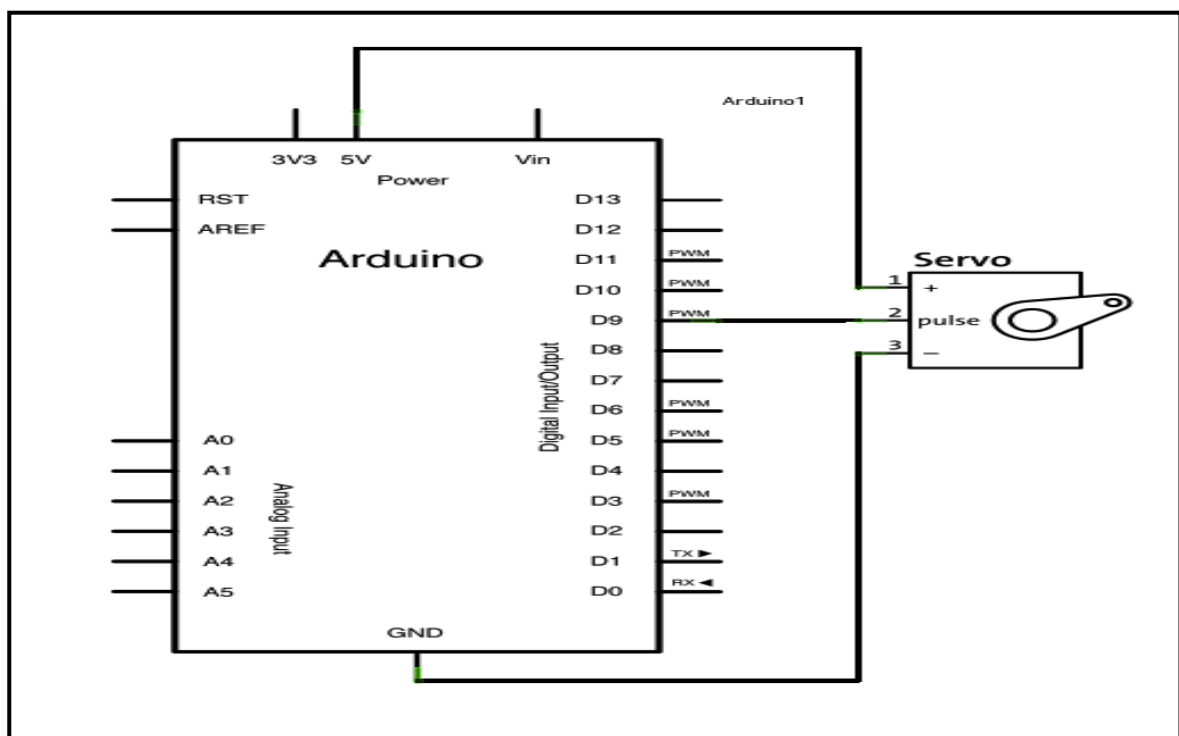 Arduino1
3V3 5V Vin
Power
RST D13
AREF D12
Arduino
D11 PWM
D10 PWM
D9 PWM
D8
D7
D6 PWM
D5 PWM
D4
D3 PWM
D2
D1 TX ►
D0 RX ◄
Digital Input/Output
A0
A1
A2
A3
A4
A5
Analog Input
GND
Servo
1 +
2 pulse
3 −